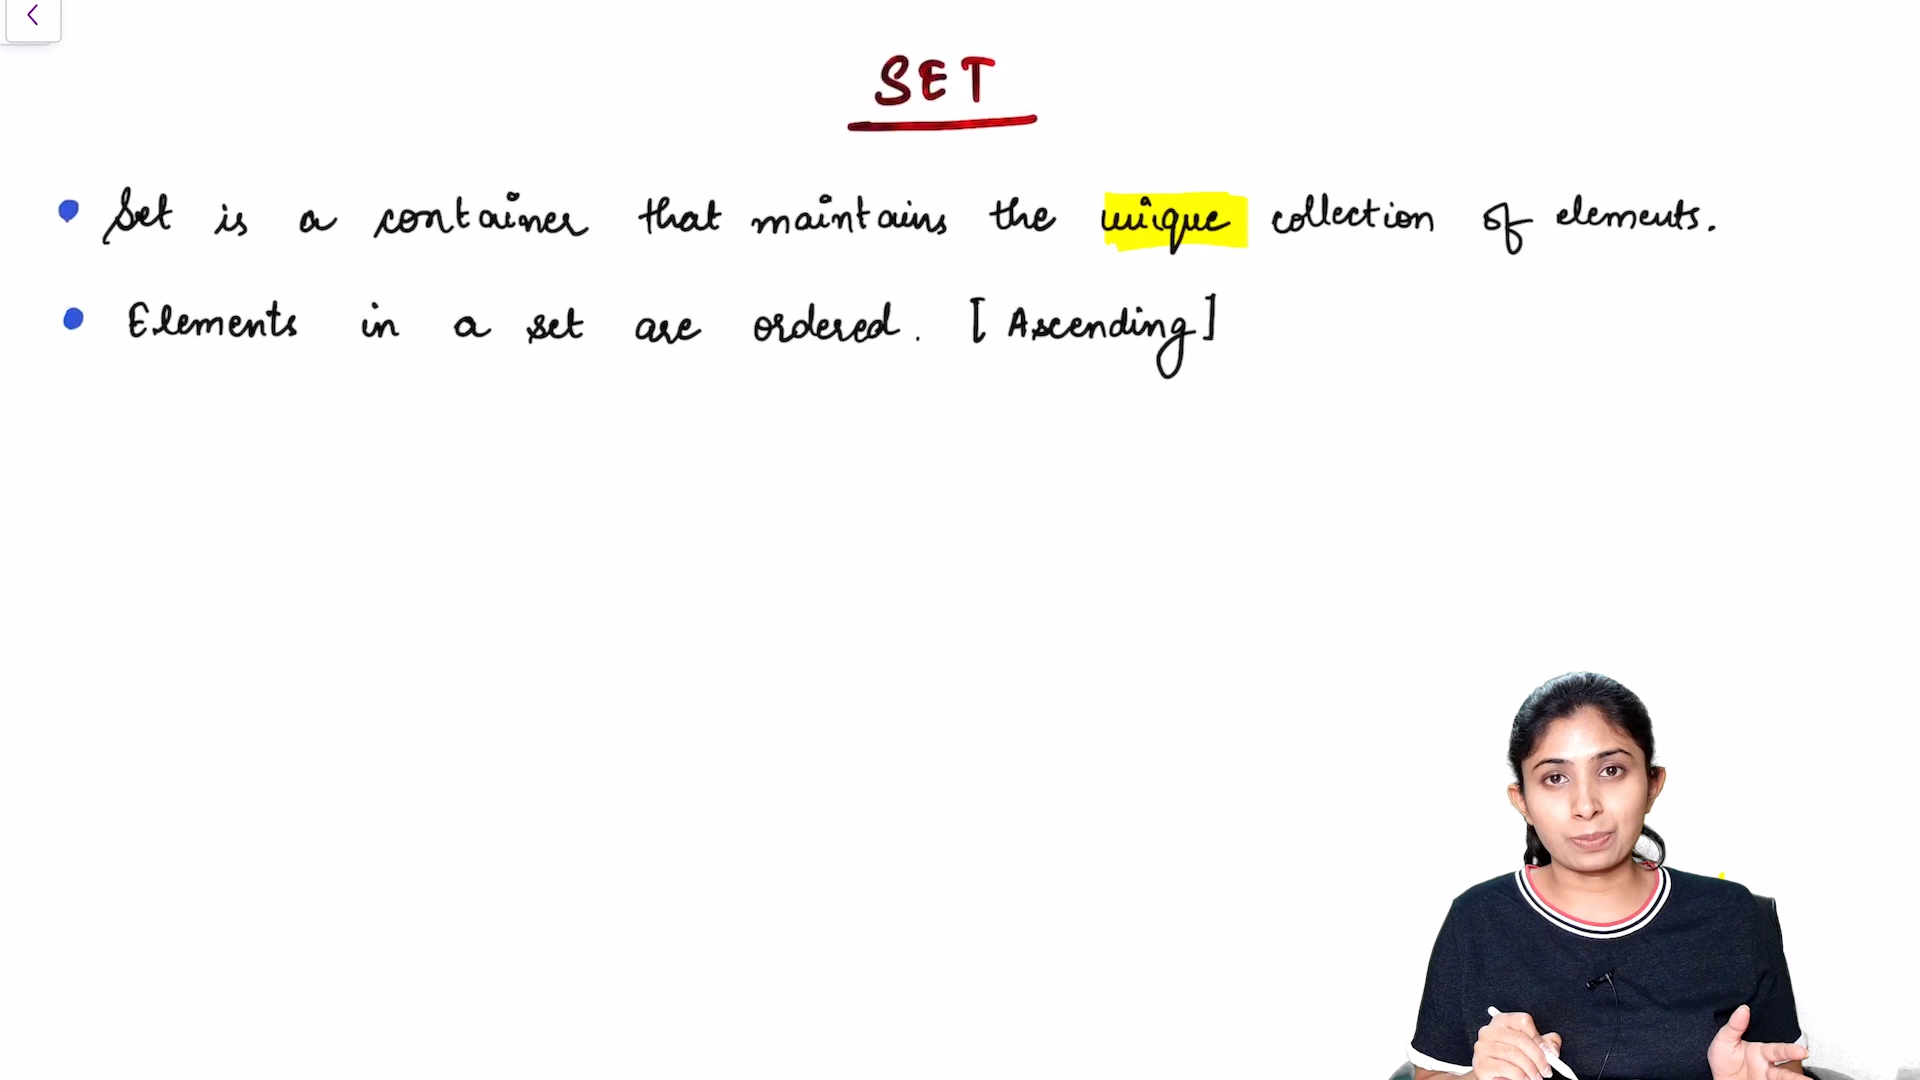 SET
Set is a container that maintains the unique collection of elements.
Elements in a set are ordered. [Ascending]